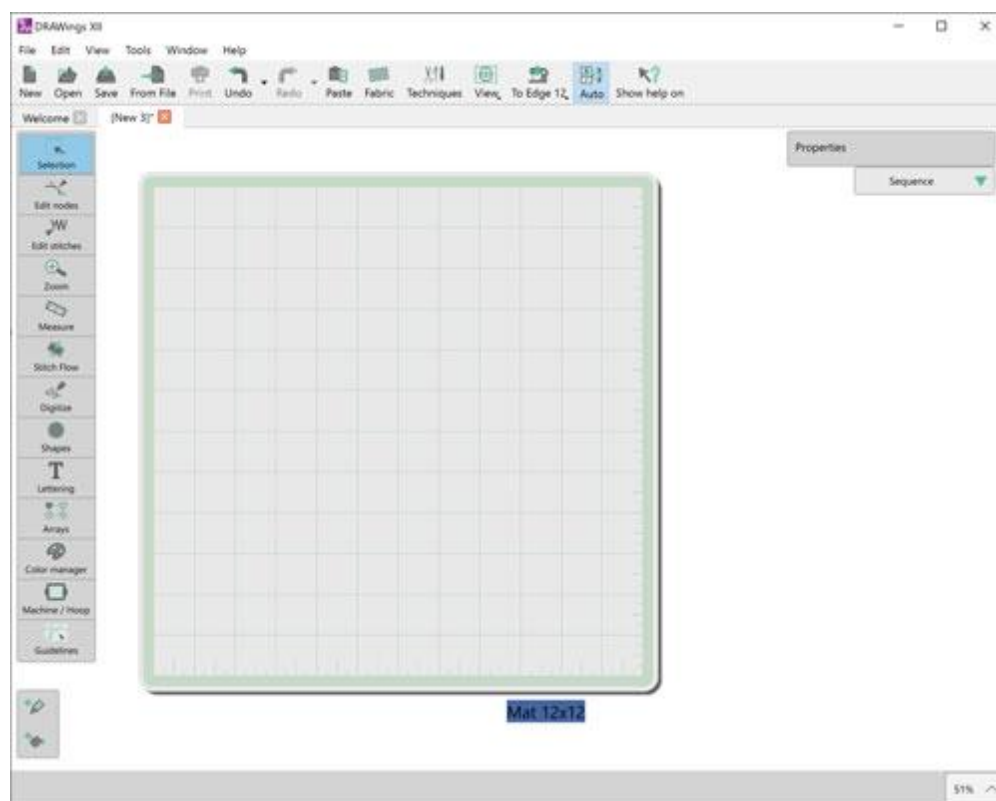 DRAWings XII
File Edit View Tools Window Help
New Open Save From File Print Undo Redo Paste Fabric Techniques View To Edge 12 Auto Show help on
Welcome (New 3)*
Selection
Properties
Sequence
Edit nodes
Edit stitches
Zoom
Measure
Stitch Flow
Digitize
Shapes
Lettering
Arrays
Color manager
Machine / Hoop
Guidelines
Mat 12x12
51%